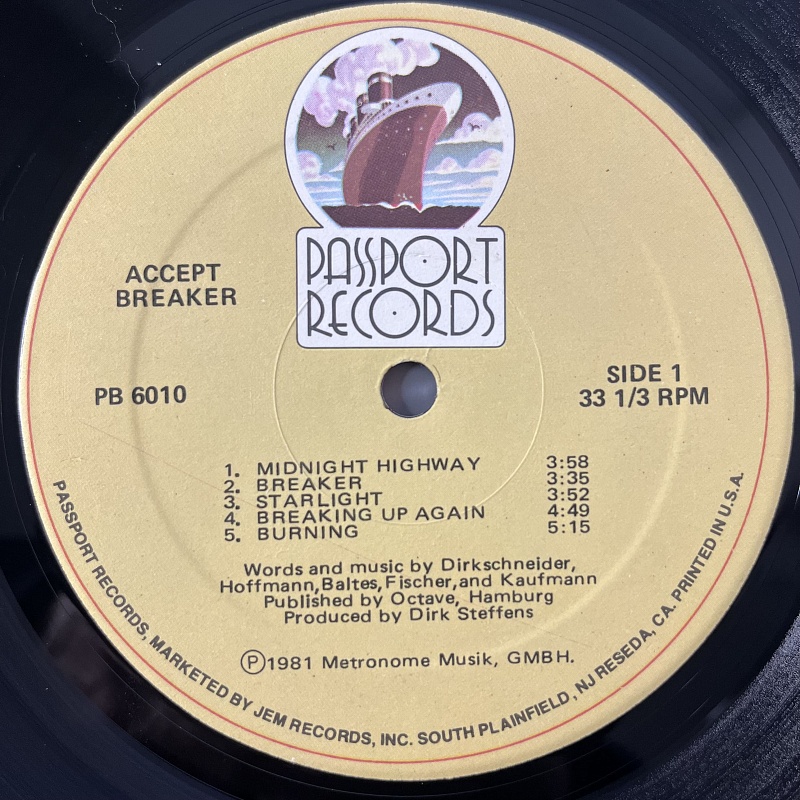 PASSPORT
RECORDS
ACCEPT
BREAKER
PB 6010
SIDE 1
33 1/3 RPM
1. MIDNIGHT HIGHWAY 3:58
2. BREAKER 3:35
3. STARLIGHT 3:52
4. BREAKING UP AGAIN 4:49
5. BURNING 5:15
Words and music by Dirkschneider,
Hoffmann,Baltes,Fischer,and Kaufmann
Published by Octave, Hamburg
Produced by Dirk Steffens
Ⓟ1981 Metronome Musik, GMBH.
PASSPORT RECORDS, MARKETED BY JEM RECORDS, INC. SOUTH PLAINFIELD, NJ RESEDA, CA. PRINTED IN U.S.A.